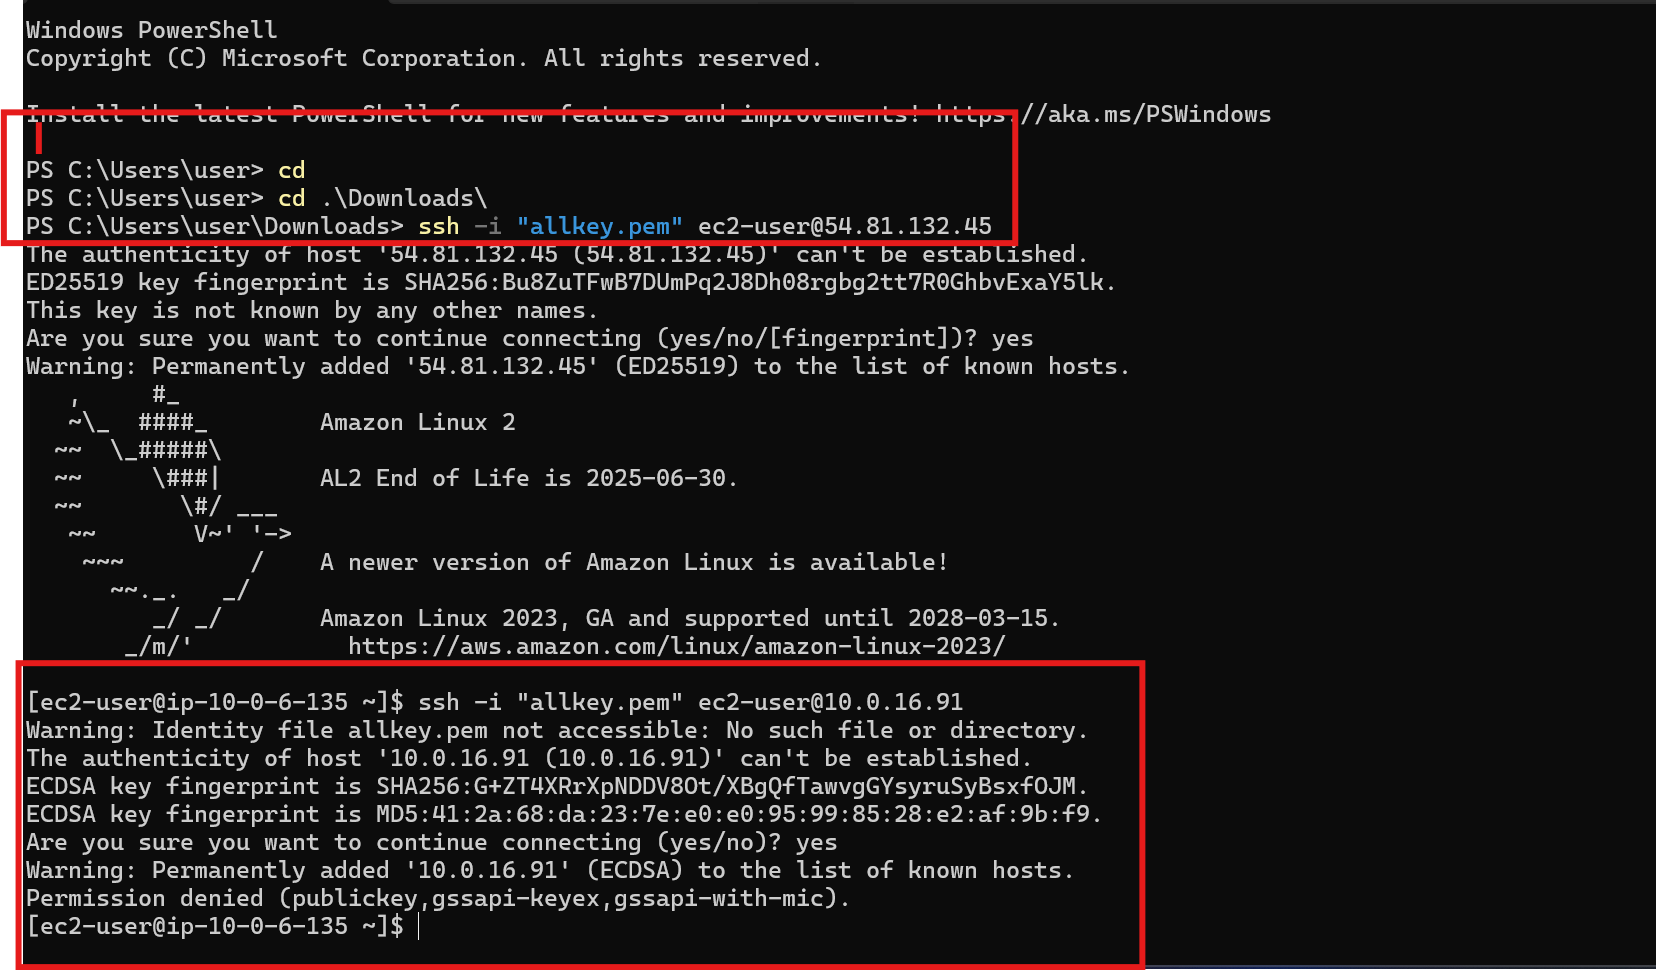 Windows PowerShell
Copyright (C) Microsoft Corporation. All rights reserved.
Install the latest PowerShell for new features and improvements! https://aka.ms/PSWindows
PS C:\Users\user> cd
PS C:\Users\user> cd .\Downloads\
PS C:\Users\user\Downloads> ssh -i "allkey.pem" ec2-user@54.81.132.45
The authenticity of host '54.81.132.45 (54.81.132.45)' can't be established.
ED25519 key fingerprint is SHA256:Bu8ZuTFwB7DUmPq2J8Dh08rgbg2tt7R0GhbvExaY5lk.
This key is not known by any other names.
Are you sure you want to continue connecting (yes/no/[fingerprint])? yes
Warning: Permanently added '54.81.132.45' (ED25519) to the list of known hosts.
   ,     #_
   ~\_  ####_        Amazon Linux 2
  ~~  \_#####\
  ~~     \###|       AL2 End of Life is 2025-06-30.
  ~~       \#/ ___
   ~~       V~' '->
    ~~~         /    A newer version of Amazon Linux is available!
      ~~._.   _/
         _/ _/       Amazon Linux 2023, GA and supported until 2028-03-15.
       _/m/'           https://aws.amazon.com/linux/amazon-linux-2023/
[ec2-user@ip-10-0-6-135 ~]$ ssh -i "allkey.pem" ec2-user@10.0.16.91
Warning: Identity file allkey.pem not accessible: No such file or directory.
The authenticity of host '10.0.16.91 (10.0.16.91)' can't be established.
ECDSA key fingerprint is SHA256:G+ZT4XRrXpNDDV8Ot/XBgQfTawvgGYsyruSyBsxfOJM.
ECDSA key fingerprint is MD5:41:2a:68:da:23:7e:e0:e0:95:99:85:28:e2:af:9b:f9.
Are you sure you want to continue connecting (yes/no)? yes
Warning: Permanently added '10.0.16.91' (ECDSA) to the list of known hosts.
Permission denied (publickey,gssapi-keyex,gssapi-with-mic).
[ec2-user@ip-10-0-6-135 ~]$